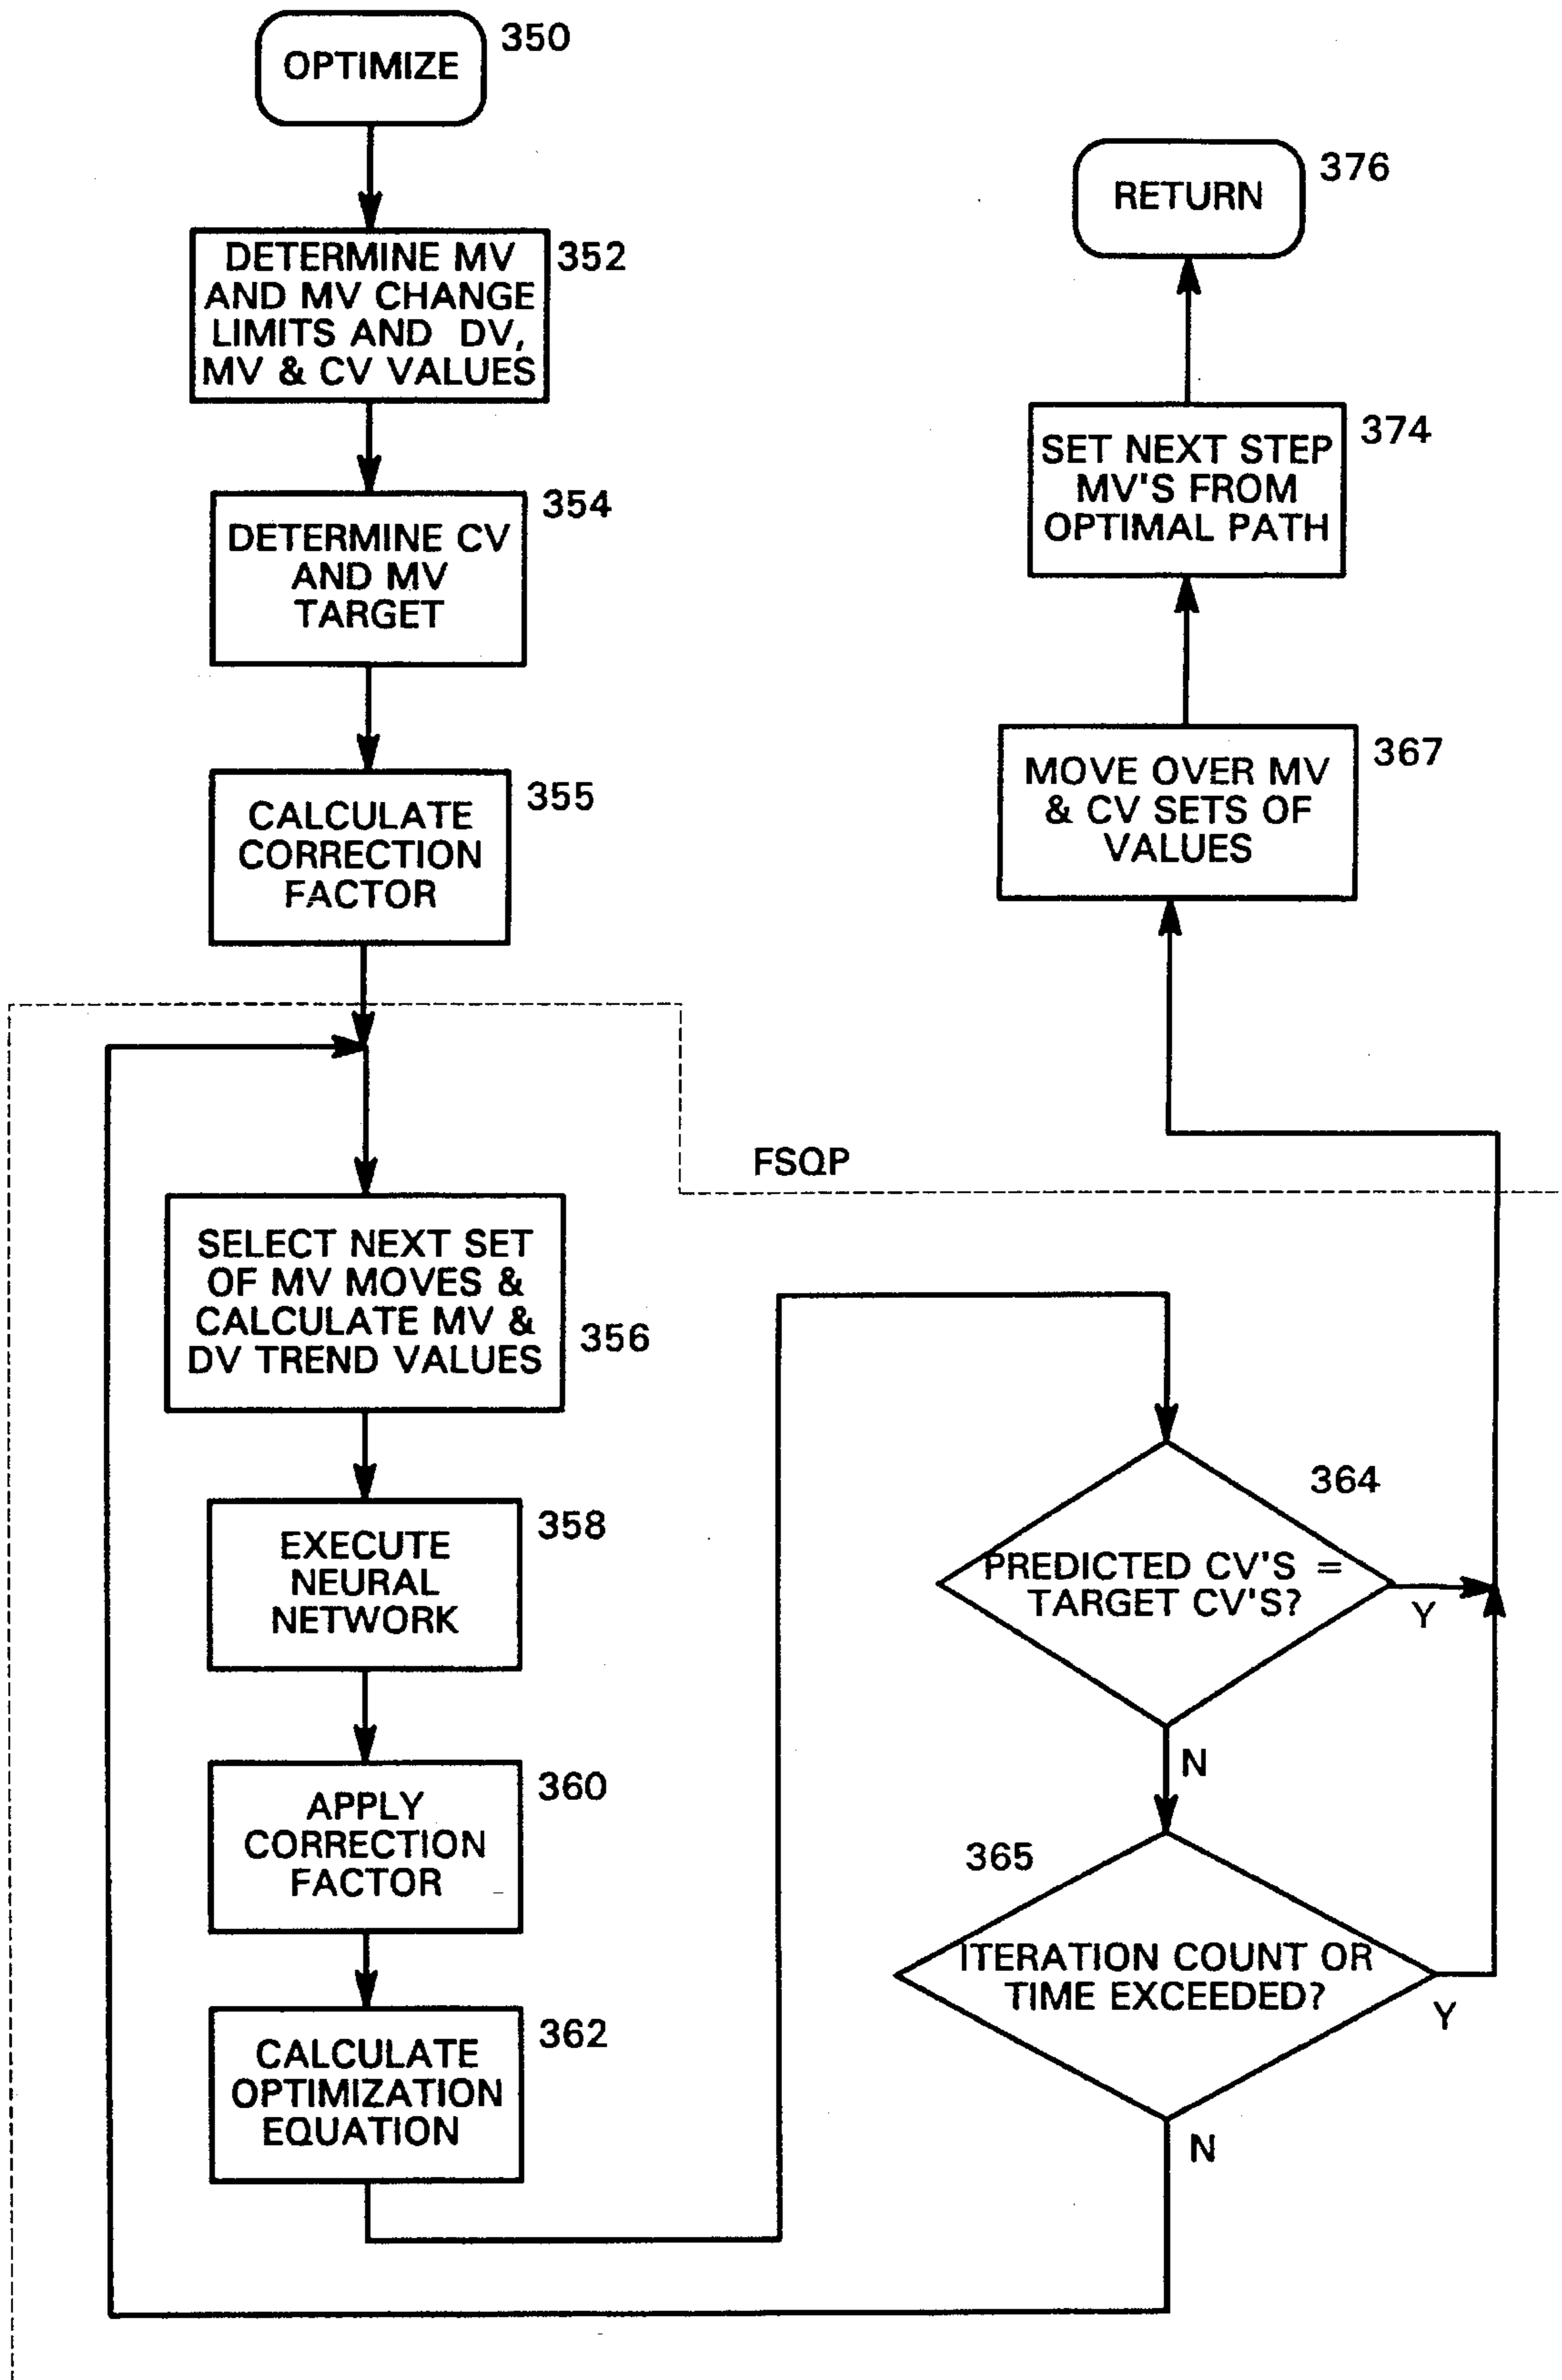 OPTIMIZE
350
DETERMINE MV
AND MV CHANGE
LIMITS AND DV,
MV & CV VALUES
352
DETERMINE CV
AND MV
TARGET
354
CALCULATE
CORRECTION
FACTOR
355
FSQP
SELECT NEXT SET
OF MV MOVES &
CALCULATE MV &
DV TREND VALUES
356
EXECUTE
NEURAL
NETWORK
358
APPLY
CORRECTION
FACTOR
360
CALCULATE
OPTIMIZATION
EQUATION
362
364
PREDICTED CV'S =
TARGET CV'S?
Y
N
365
ITERATION COUNT OR
TIME EXCEEDED?
Y
N
MOVE OVER MV
& CV SETS OF
VALUES
367
SET NEXT STEP
MV'S FROM
OPTIMAL PATH
374
RETURN
376